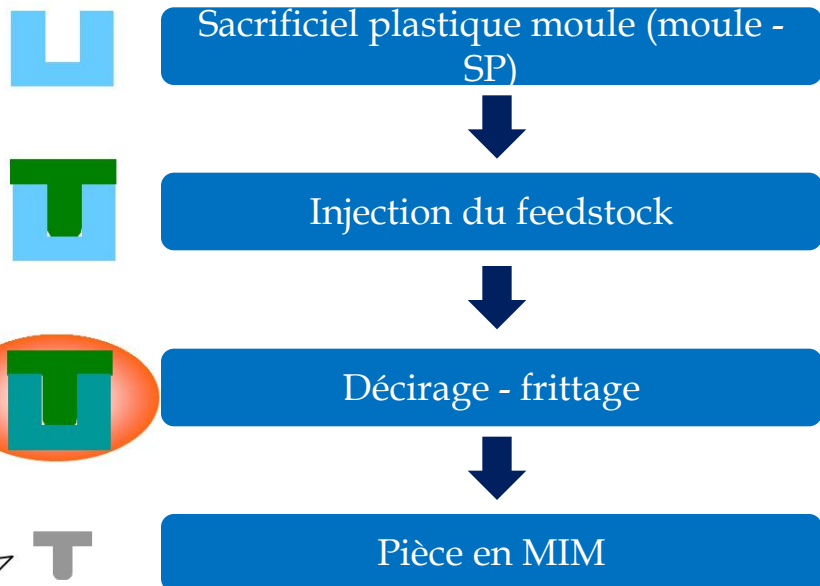 Sacrificiel plastique moule (moule -
SP)
Injection du feedstock
Décirage - frittage
Pièce en MIM